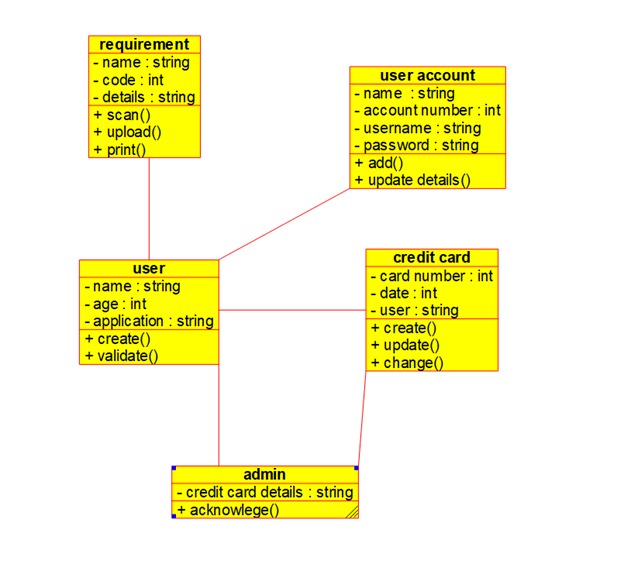 requirement
- name : string
- code : int
- details : string
+ scan()
+ upload()
+ print()
user account
- name  : string
- account number : int
- username : string
- password : string
+ add()
+ update details()
user
- name : string
- age : int
- application : string
+ create()
+ validate()
credit card
- card number : int
- date : int
- user : string
+ create()
+ update()
+ change()
admin
- credit card details : string
+ acknowlege()